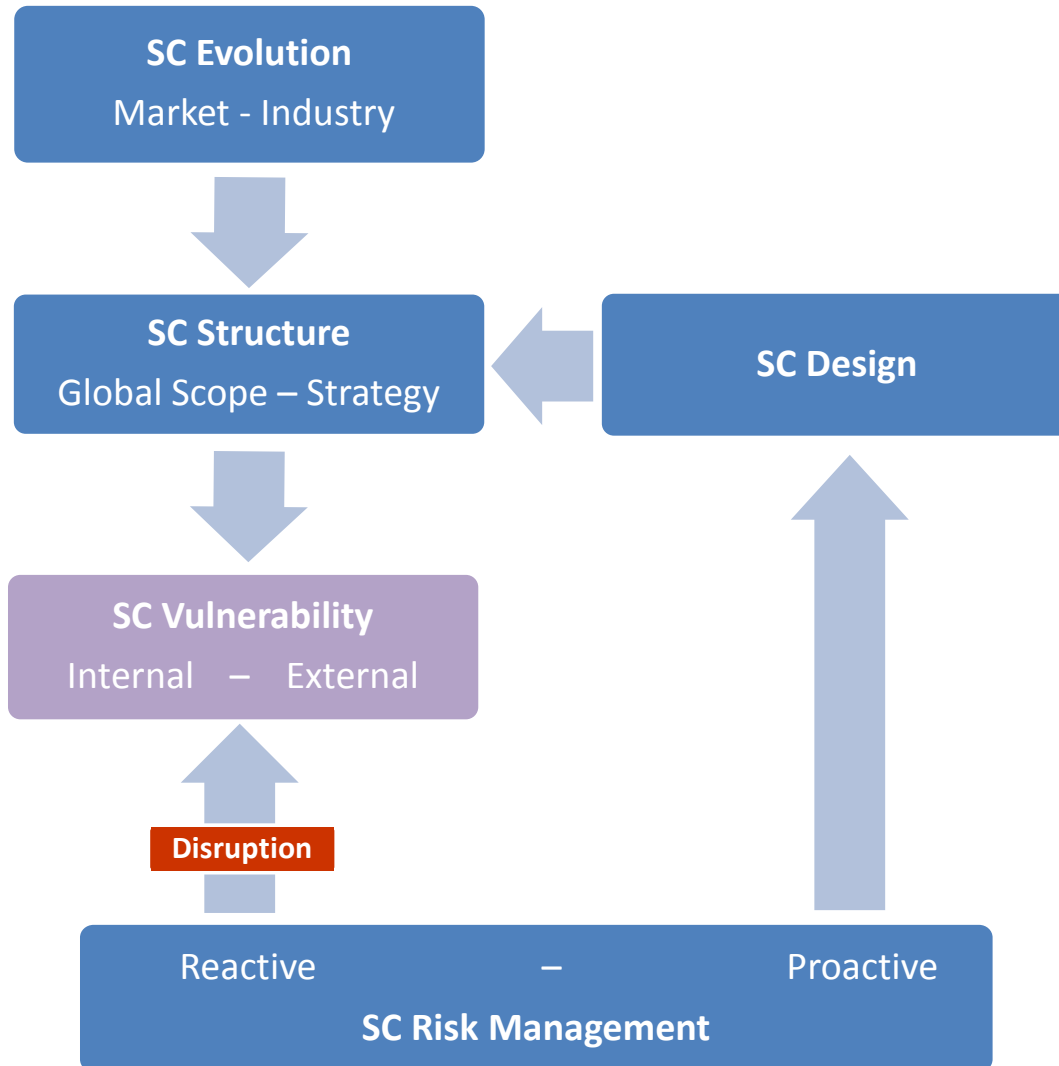 SC Evolution
Market - Industry
SC Structure
Global Scope – Strategy
SC Design
SC Vulnerability
Internal – External
Disruption
Reactive – Proactive
SC Risk Management